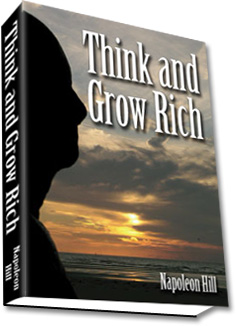 Think and
Grow Rich
Napoleon Hill
Think and Grow Rich
Napoleon
Hill